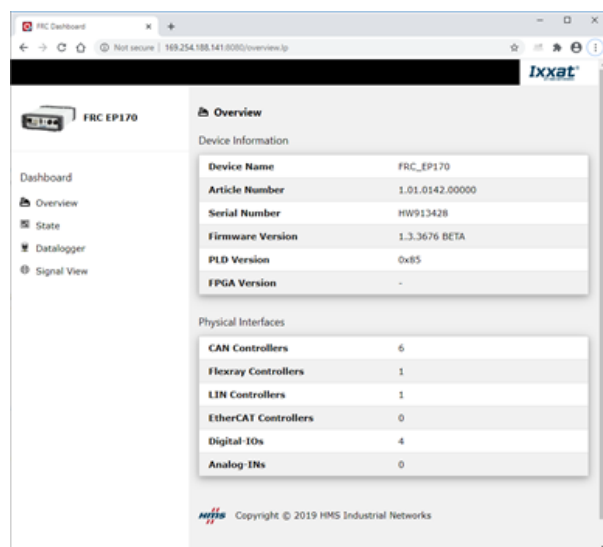 FRC Dashboard
Not secure | 169.254.188.141:8080/overview.lp
Ixxat
FRC EP170
Dashboard
Overview
State
Datalogger
Signal View
Overview
Device Information
Device Name FRC_EP170
Article Number 1.01.0142.00000
Serial Number HW913428
Firmware Version 1.3.3676 BETA
PLD Version 0x85
FPGA Version -
Physical Interfaces
CAN Controllers 6
Flexray Controllers 1
LIN Controllers 1
EtherCAT Controllers 0
Digital-IOs 4
Analog-INs 0
HMS Copyright © 2019 HMS Industrial Networks